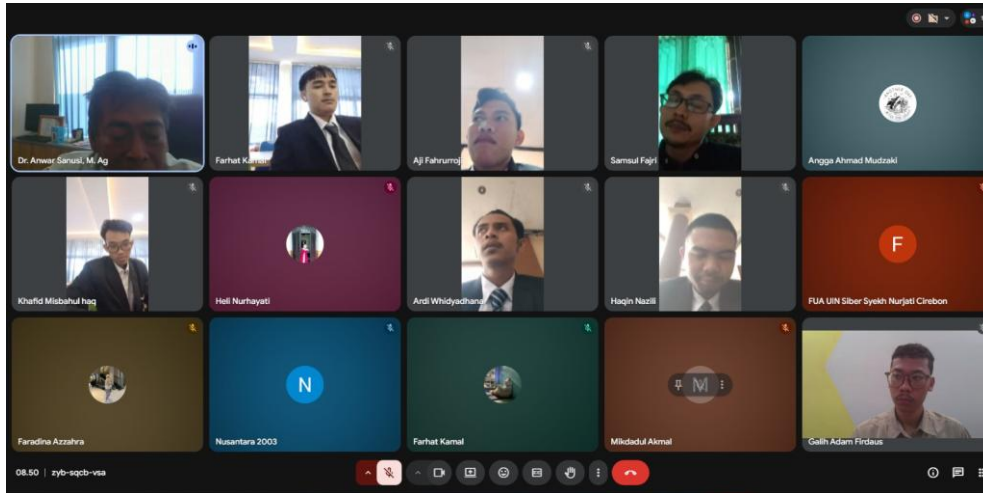 Dr. Anwar Sanusi, M. Ag
Farhat Kamal
Aji Fahrurroji
Samsul Fajri
Angga Ahmad Mudzaki
Khafid Misbahul haq
Heli Nurhayati
Ardi Whidyadhana
Haqin Nazili
F
FUA UIN Siber Syekh Nurjati Cirebon
Faradina Azzahra
N
Nusantara 2003
Farhat Kamal
M
Mikdadul Akmal
Galih Adam Firdaus
08.50 | zyb-sqcb-vsa